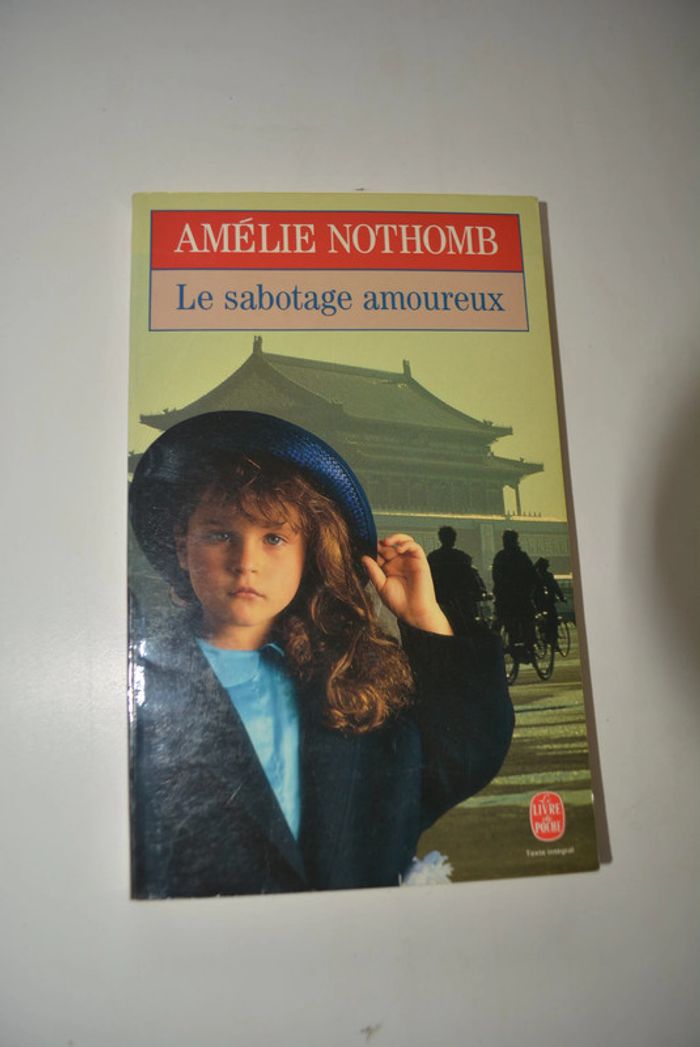 AMÉLIE NOTHOMB
Le sabotage amoureux
Le
LIVRE
de
POCHE
Texte intégral